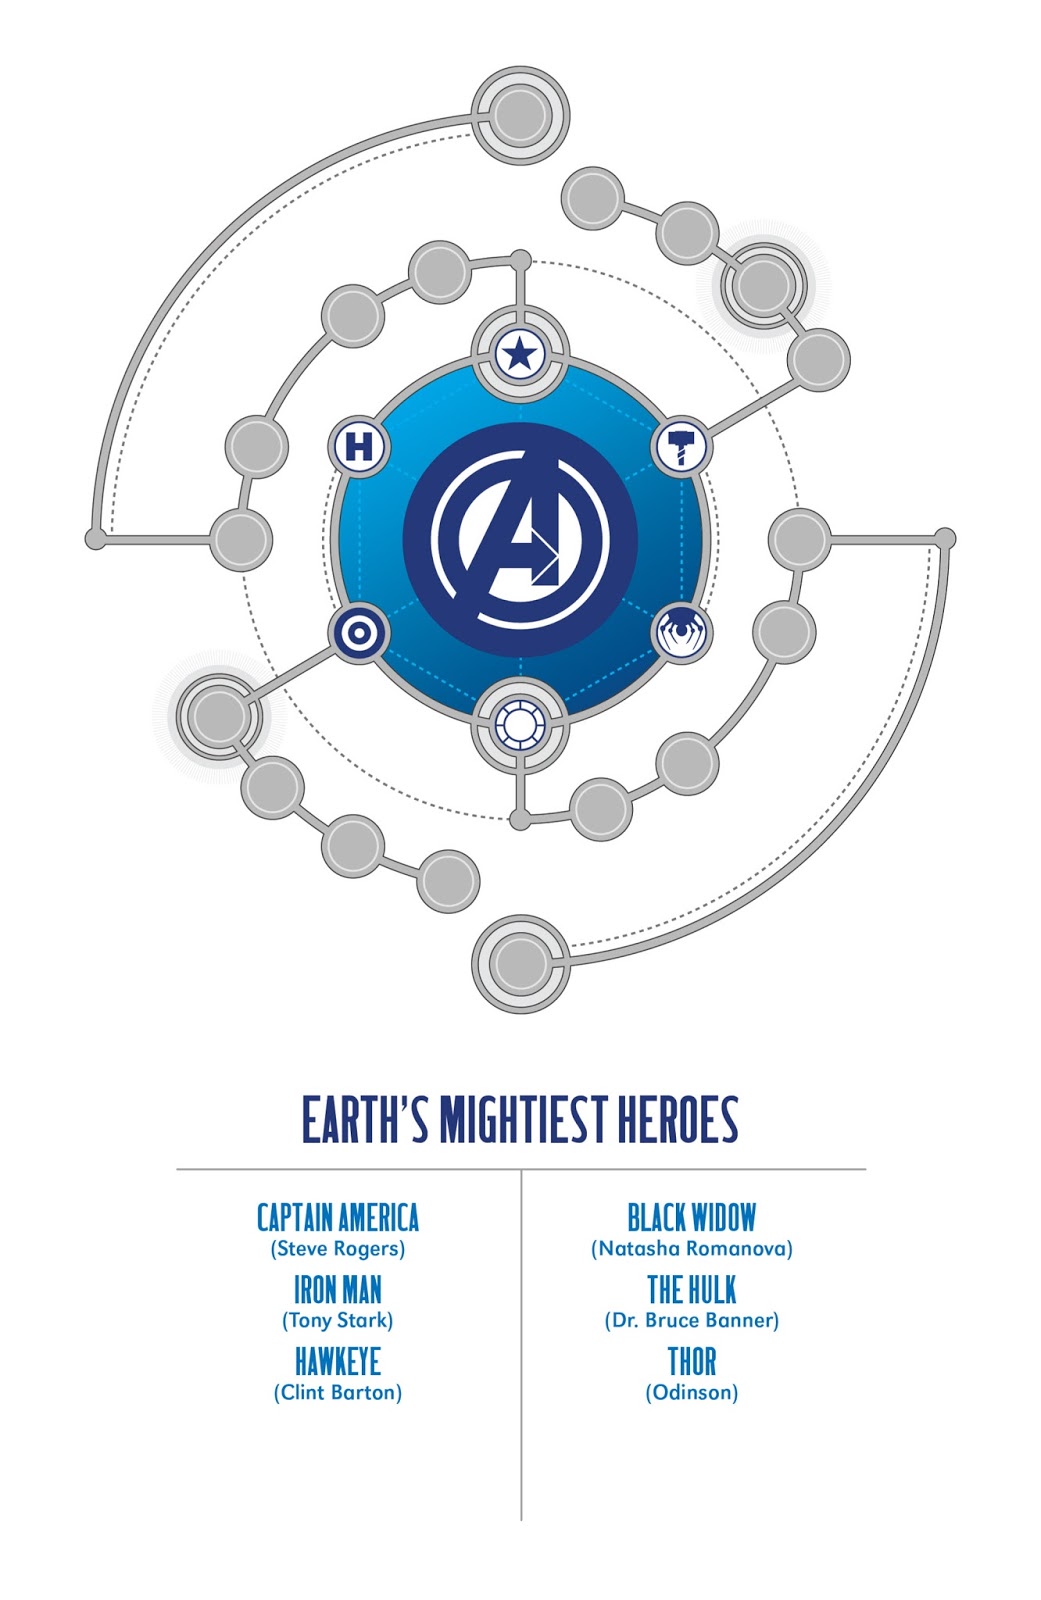 H
A
EARTH'S MIGHTIEST HEROES
CAPTAIN AMERICA
(Steve Rogers)
IRON MAN
(Tony Stark)
HAWKEYE
(Clint Barton)
BLACK WIDOW
(Natasha Romanova)
THE HULK
(Dr. Bruce Banner)
THOR
(Odinson)